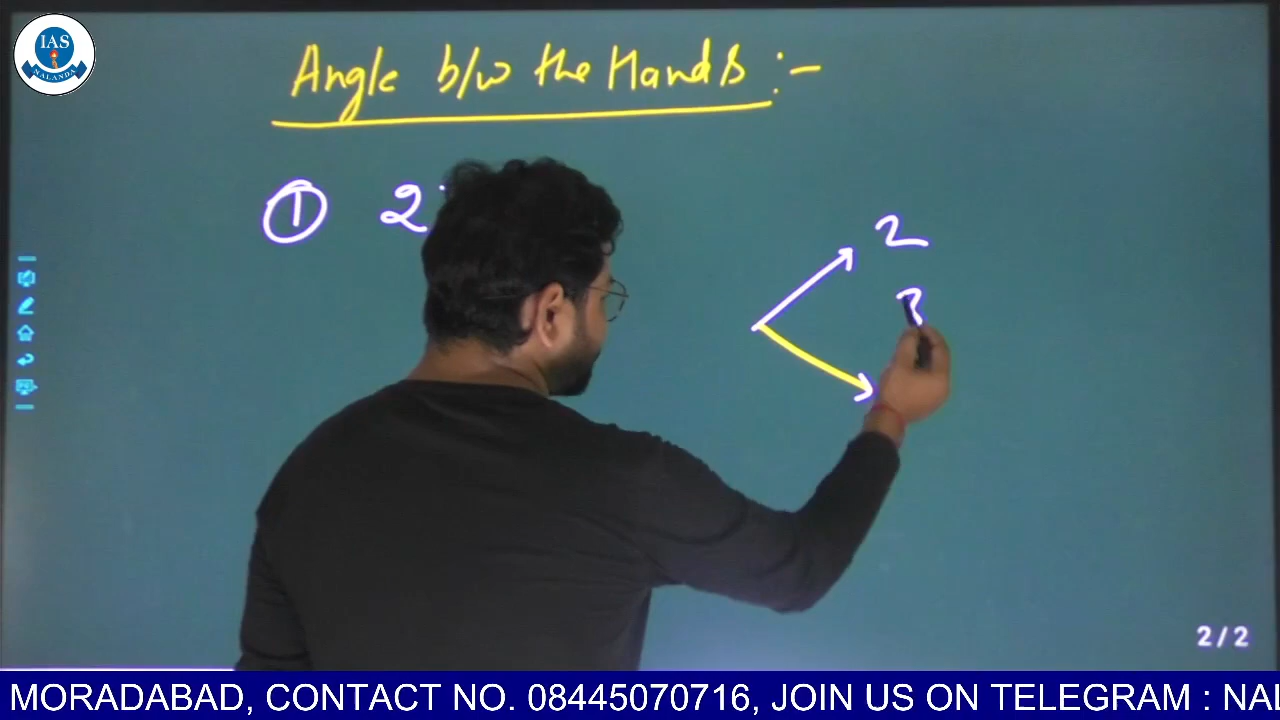 IAS
NALANDA
Angle b/w the Hands :-
① 2
2
3
2/2
MORADABAD, CONTACT NO. 08445070716, JOIN US ON TELEGRAM : NAL